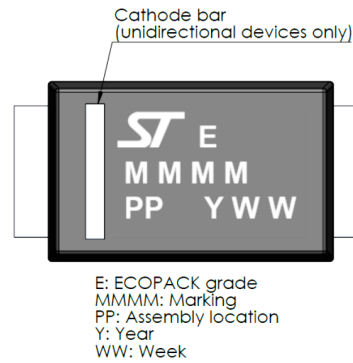 Cathode bar
(unidirectional devices only)
ST E
M M M M
PP Y W W
E: ECOPACK grade
MMMM: Marking
PP: Assembly location
Y: Year
WW: Week